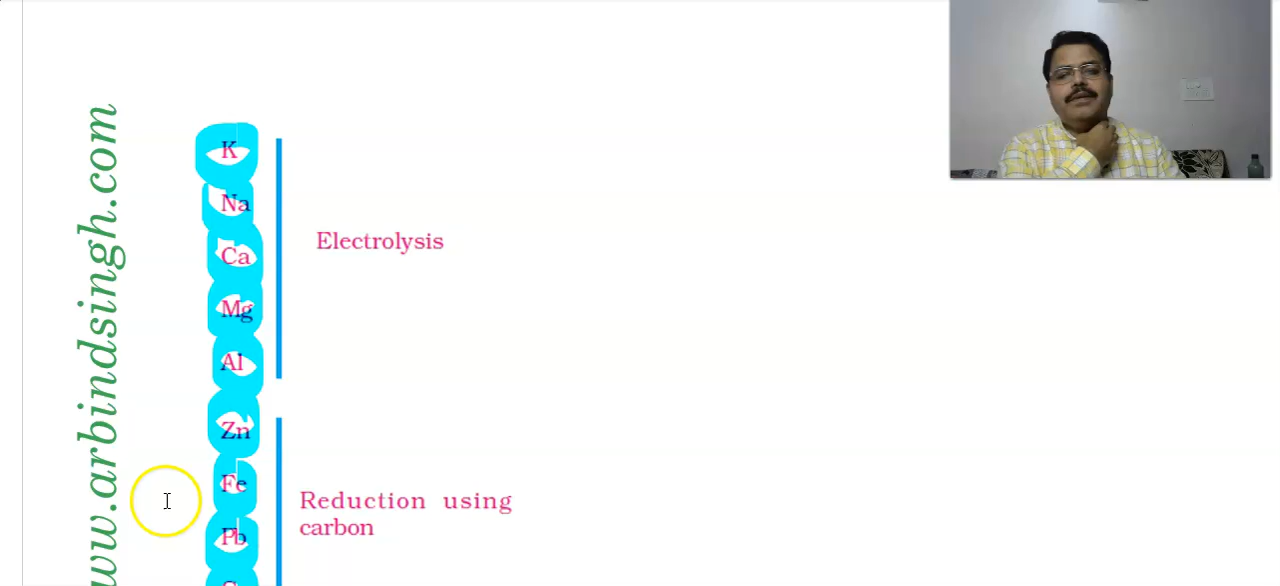 www.arbindsingh.com
K
Na
Ca
Mg
Al
Electrolysis
Zn
Fe
Pb
Reduction using
carbon